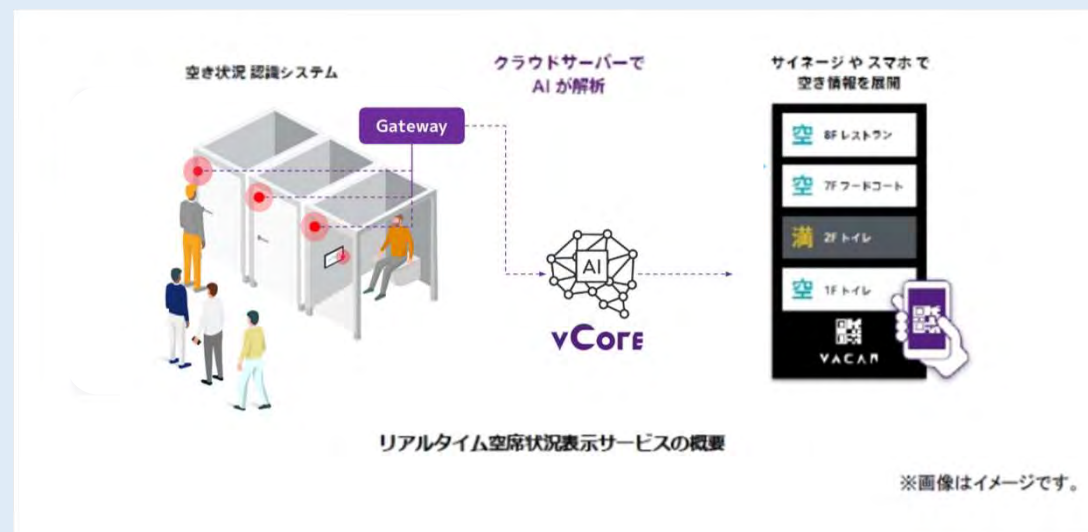 空き状況 認識システム
クラウドサーバーで
AI が解析
サイネージ や スマホ で
空き情報を展開
Gateway
空 8F レストラン
空 7F フードコート
満 2F トイレ
空 1F トイレ
AI
vCore
VACAN
リアルタイム空席状況表示サービスの概要
※画像はイメージです。